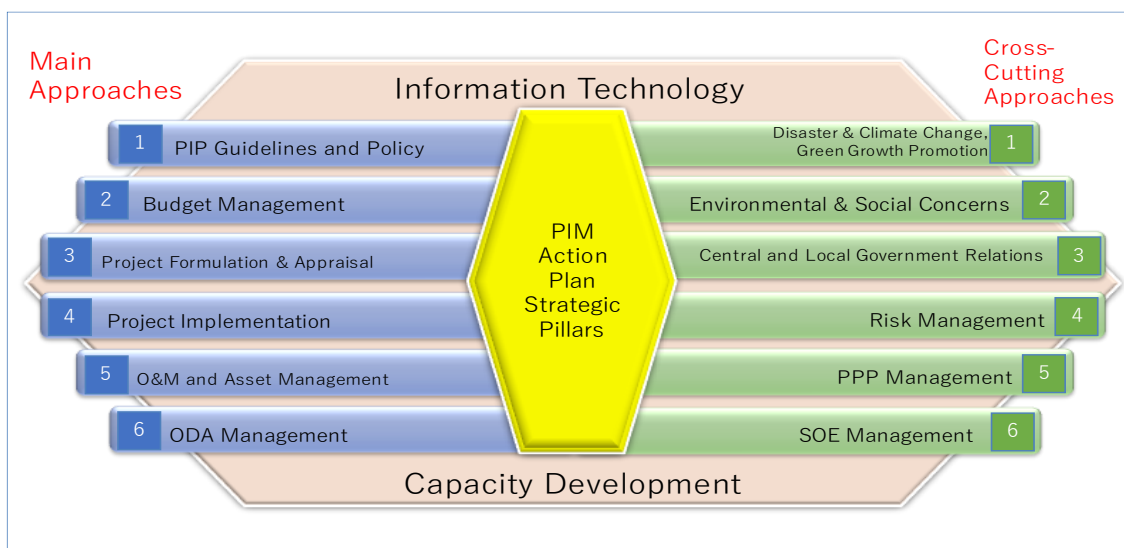 Main
Approaches
Information Technology
Cross-
Cutting
Approaches
1 PIP Guidelines and Policy
2 Budget Management
3 Project Formulation & Appraisal
4 Project Implementation
5 O&M and Asset Management
6 ODA Management
PIM
Action
Plan
Strategic
Pillars
Disaster & Climate Change,
Green Growth Promotion 1
Environmental & Social Concerns 2
Central and Local Government Relations 3
Risk Management 4
PPP Management 5
SOE Management 6
Capacity Development